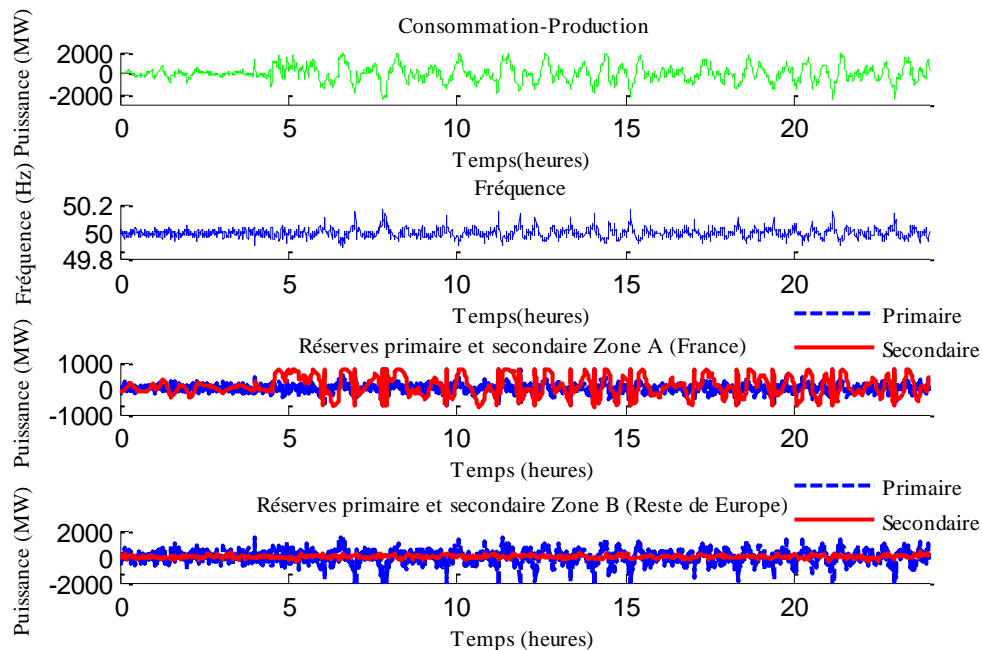 Consommation-Production
Puissance (MW)
2000
0
-2000
0 5 10 15 20
Temps(heures)
Fréquence
Fréquence (Hz)
50.2
50
49.8
0 5 10 15 20
Temps(heures)
Primaire
Secondaire
Réserves primaire et secondaire Zone A (France)
Puissance (MW)
1000
0
-1000
0 5 10 15 20
Temps (heures)
Primaire
Secondaire
Réserves primaire et secondaire Zone B (Reste de Europe)
Puissance (MW)
2000
0
-2000
0 5 10 15 20
Temps (heures)